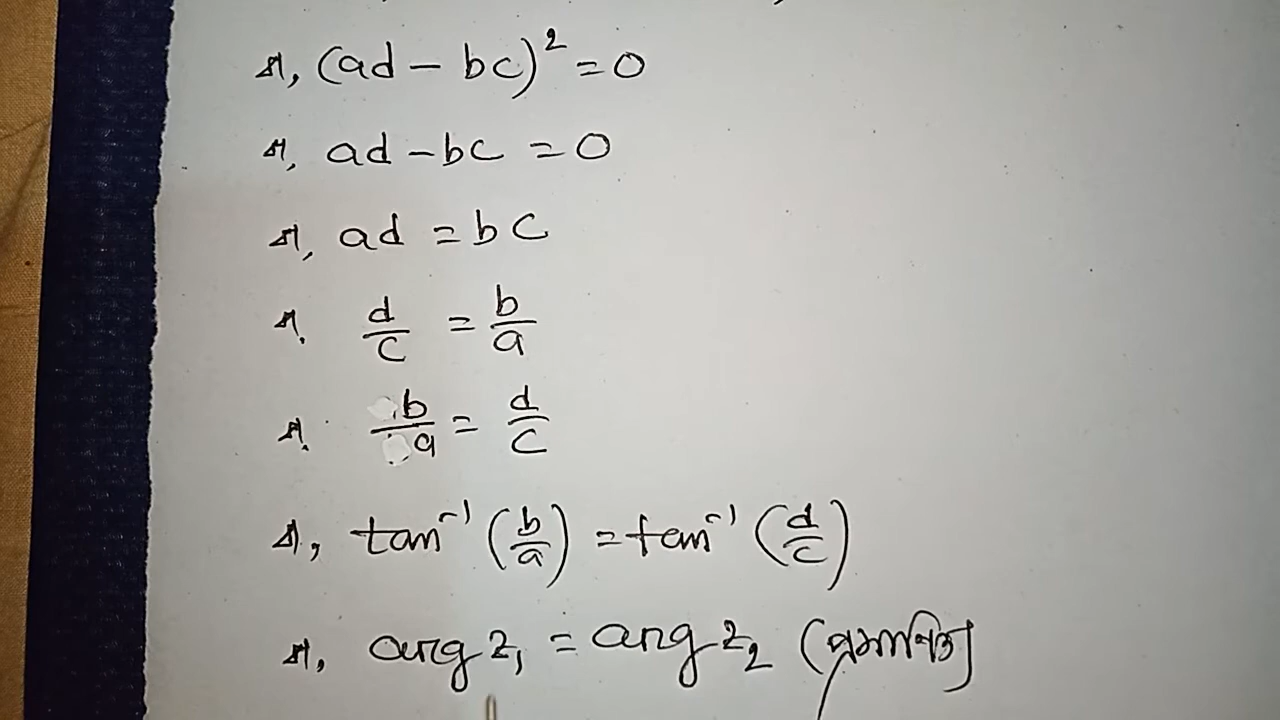 বা, (ad - bc)² = 0
বা, ad - bc = 0
বা, ad = bc
বা, d/c = b/a
বা, b/a = d/c
বা, tan⁻¹(b/a) = tan⁻¹(d/c)
বা, arg z₁ = arg z₂ (প্রমাণিত)